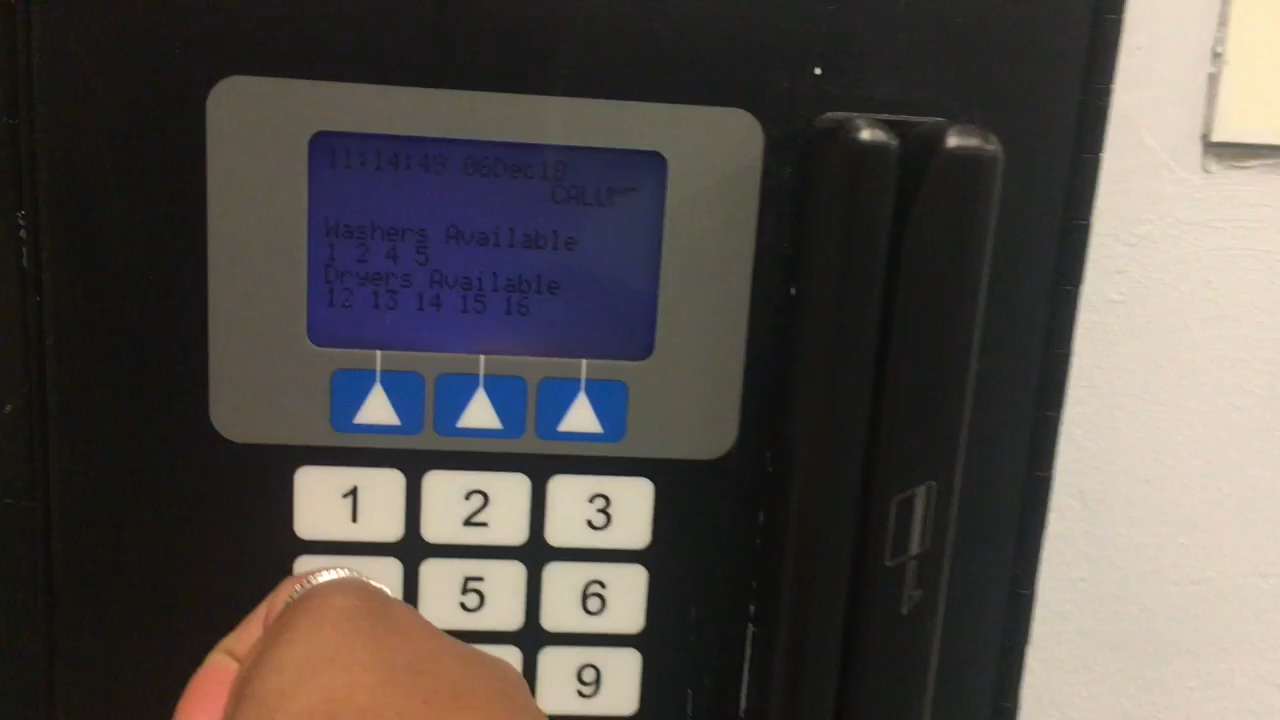 11:14:49 06Dec18
Washers Available
1 2 4 5
Dryers Available
12 13 14 15 16
1 2 3
5 6
9